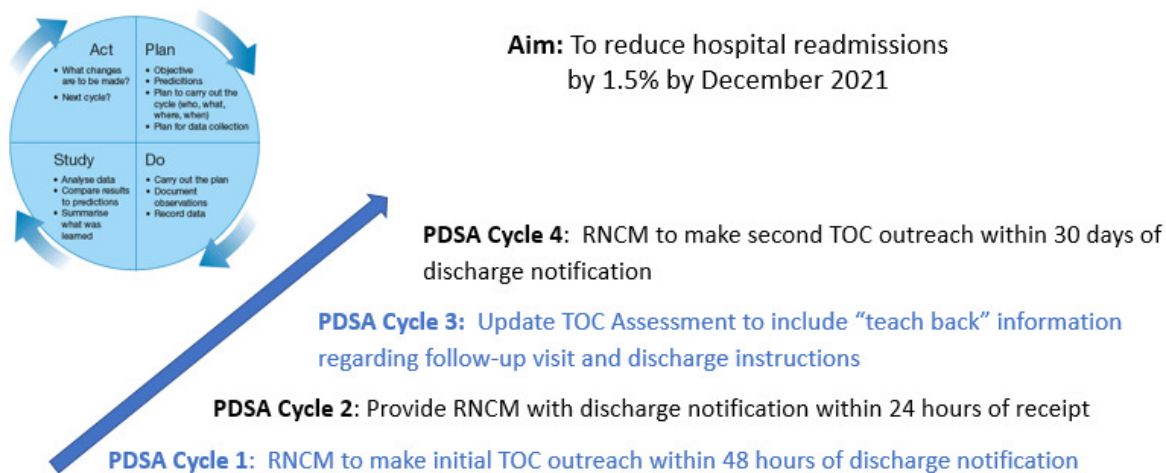 Act
• What changes
are to be made?
• Next cycle?
Plan
• Objective
• Predicitions
• Plan to carry out the
cycle (who, what,
where, when)
• Plan for data collection
Study
• Analyse data
• Compare results
to predictions
• Summarise
what was
learned
Do
• Carry out the plan
• Document
observations
• Record data
Aim: To reduce hospital readmissions
by 1.5% by December 2021
PDSA Cycle 4: RNCM to make second TOC outreach within 30 days of
discharge notification
PDSA Cycle 3: Update TOC Assessment to include “teach back” information
regarding follow-up visit and discharge instructions
PDSA Cycle 2: Provide RNCM with discharge notification within 24 hours of receipt
PDSA Cycle 1: RNCM to make initial TOC outreach within 48 hours of discharge notification